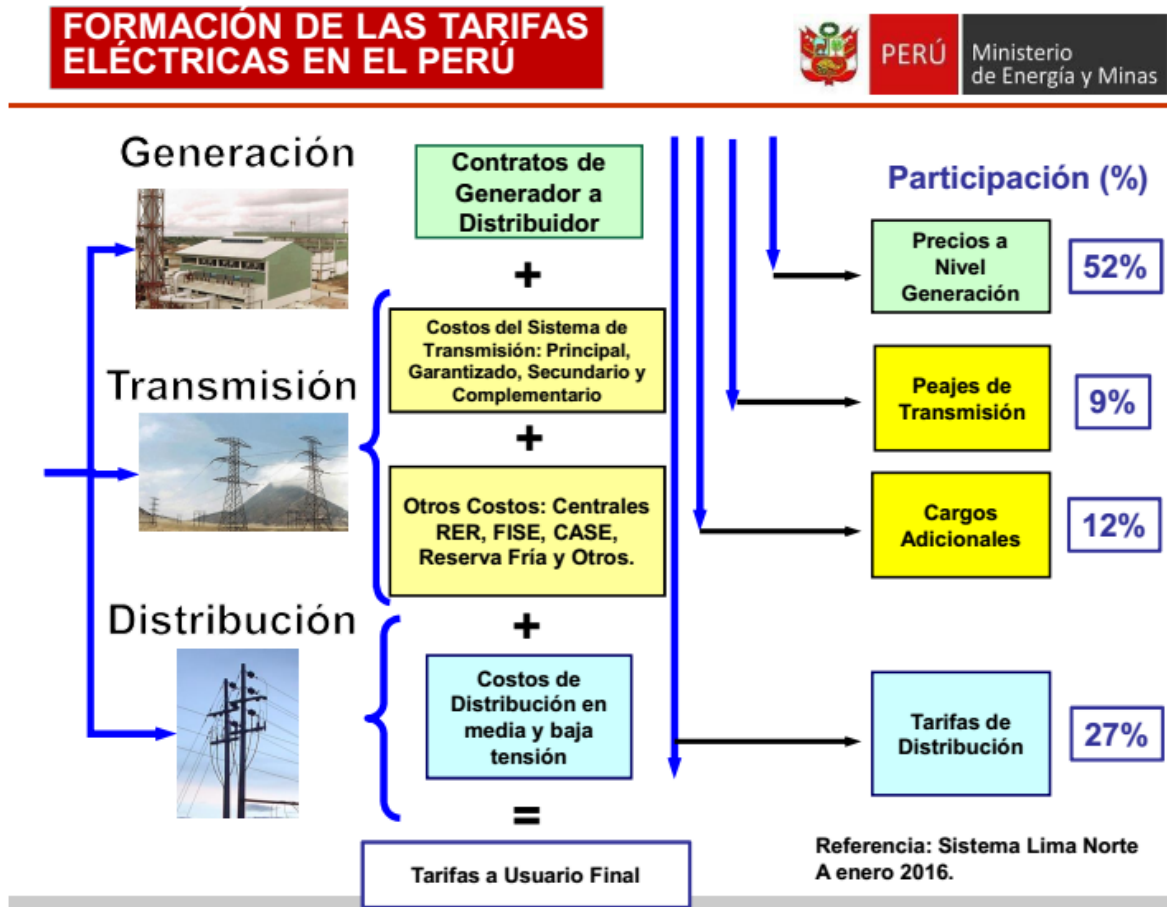 FORMACIÓN DE LAS TARIFAS
ELÉCTRICAS EN EL PERÚ
PERÚ
Ministerio
de Energía y Minas
Generación
Contratos de
Generador a
Distribuidor
+
Transmisión
Costos del Sistema de
Transmisión: Principal,
Garantizado, Secundario y
Complementario
+
Otros Costos: Centrales
RER, FISE, CASE,
Reserva Fría y Otros.
Distribución
+
Costos de
Distribución en
media y baja
tensión
=
Tarifas a Usuario Final
Participación (%)
Precios a
Nivel
Generación
52%
Peajes de
Transmisión
9%
Cargos
Adicionales
12%
Tarifas de
Distribución
27%
Referencia: Sistema Lima Norte
A enero 2016.